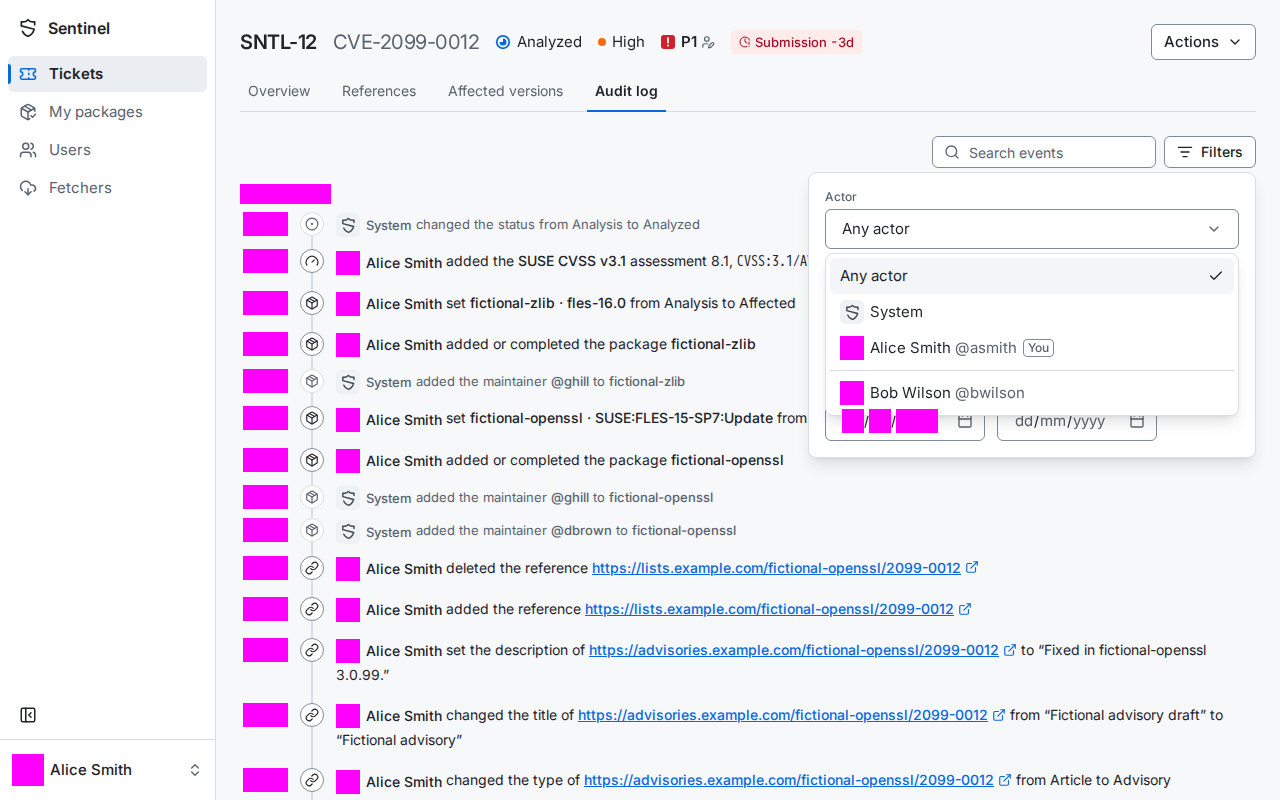 Sentinel
Tickets
My packages
Users
Fetchers
Alice Smith
SNTL-12 CVE-2099-0012 Analyzed High P1 Submission -3d
Actions
Overview References Affected versions Audit log
Search events
Filters
System changed the status from Analysis to Analyzed
Alice Smith added the SUSE CVSS v3.1 assessment 8.1, CVSS:3.1/A
Alice Smith set fictional-zlib · fles-16.0 from Analysis to Affected
Alice Smith added or completed the package fictional-zlib
System added the maintainer @ghill to fictional-zlib
Alice Smith set fictional-openssl · SUSE:FLES-15-SP7:Update from
Alice Smith added or completed the package fictional-openssl
System added the maintainer @ghill to fictional-openssl
System added the maintainer @dbrown to fictional-openssl
Alice Smith deleted the reference https://lists.example.com/fictional-openssl/2099-0012
Alice Smith added the reference https://lists.example.com/fictional-openssl/2099-0012
Alice Smith set the description of https://advisories.example.com/fictional-openssl/2099-0012 to “Fixed in fictional-openssl
3.0.99.”
Alice Smith changed the title of https://advisories.example.com/fictional-openssl/2099-0012 from “Fictional advisory draft” to
“Fictional advisory”
Alice Smith changed the type of https://advisories.example.com/fictional-openssl/2099-0012 from Article to Advisory
Actor
Any actor
Any actor
System
Alice Smith @asmith You
Bob Wilson @bwilson
/ /
dd/mm/yyyy